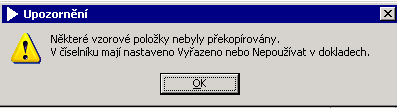 Upozornění
Některé vzorové položky nebyly překopírovány.
V číselníku mají nastaveno Vyřazeno nebo Nepoužívat v dokladech.
OK